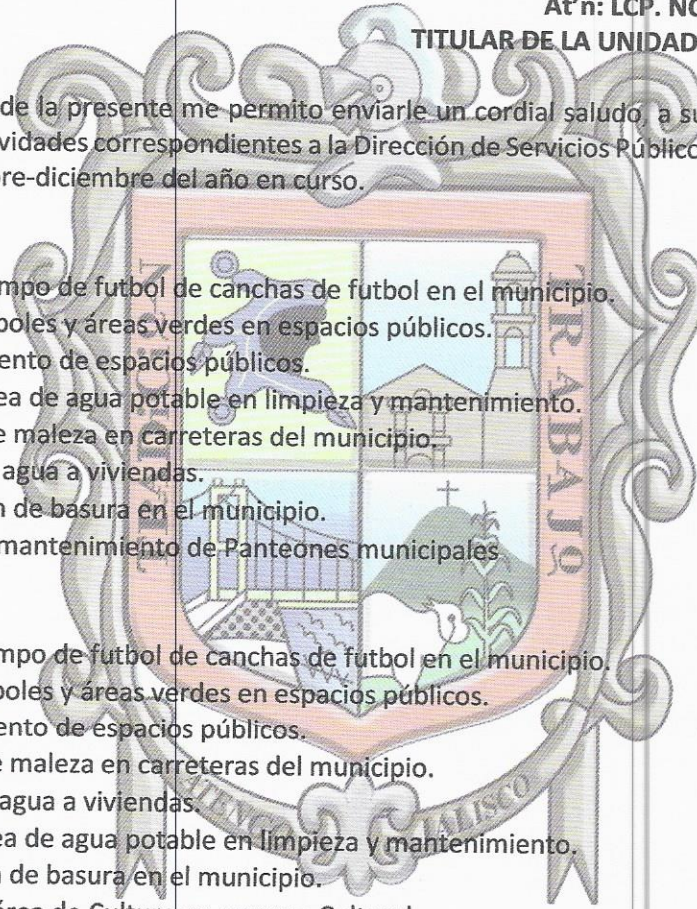 At'n: LCP. NO
TITULAR DE LA UNIDAD
de la presente me permito enviarle un cordial saludo, a su
vidades correspondientes a la Dirección de Servicios Público
re-diciembre del año en curso.
mpo de futbol de canchas de futbol en el municipio.
boles y áreas verdes en espacios públicos.
ento de espacios públicos.
ea de agua potable en limpieza y mantenimiento.
e maleza en carreteras del municipio.
agua a viviendas.
n de basura en el municipio.
mantenimiento de Panteones municipales
mpo de futbol de canchas de futbol en el municipio.
boles y áreas verdes en espacios públicos.
ento de espacios públicos.
e maleza en carreteras del municipio.
agua a viviendas.
ea de agua potable en limpieza y mantenimiento.
n de basura en el municipio.
TRABAJO
JALISCO